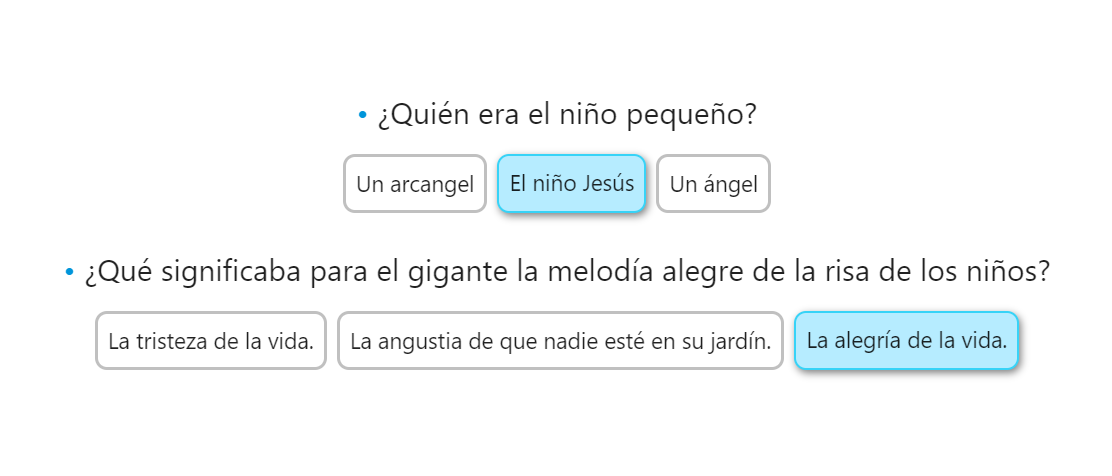 • ¿Quién era el niño pequeño?
Un arcangel El niño Jesús Un ángel
• ¿Qué significaba para el gigante la melodía alegre de la risa de los niños?
La tristeza de la vida. La angustia de que nadie esté en su jardín. La alegría de la vida.